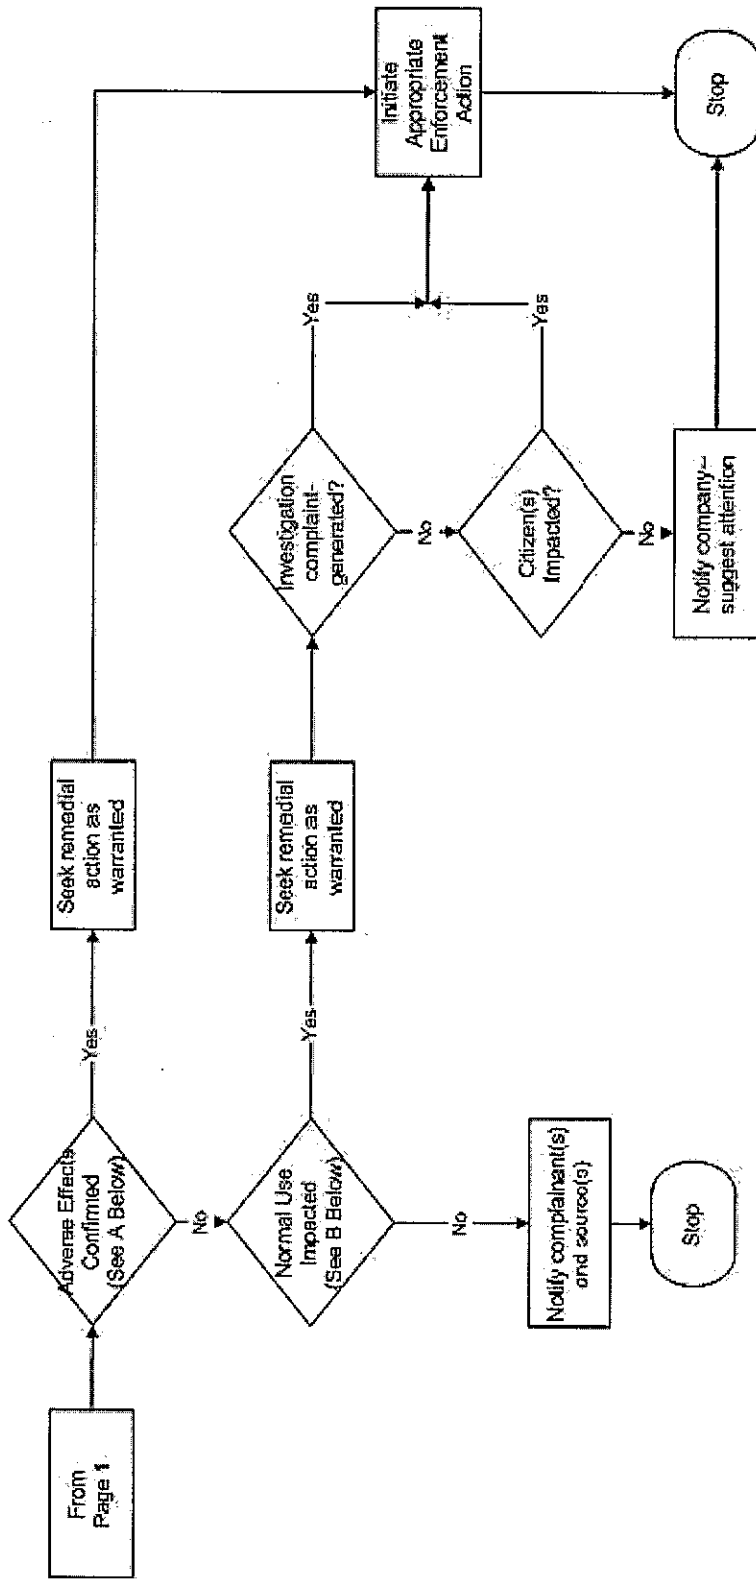 From
Page 1
Adverse Effects
Confirmed
(See A Below)
Yes
Seek remedial
action as
warranted
No
Normal Use
Impacted
(See B Below)
Yes
Seek remedial
action as
warranted
Investigation
complaint-
generated?
Yes
No
Citizen(s)
Impacted?
Yes
No
Notify company–
suggest attention
Initiate
Appropriate
Enforcement
Action
Stop
No
Notify complainant(s)
and source(s)
Stop